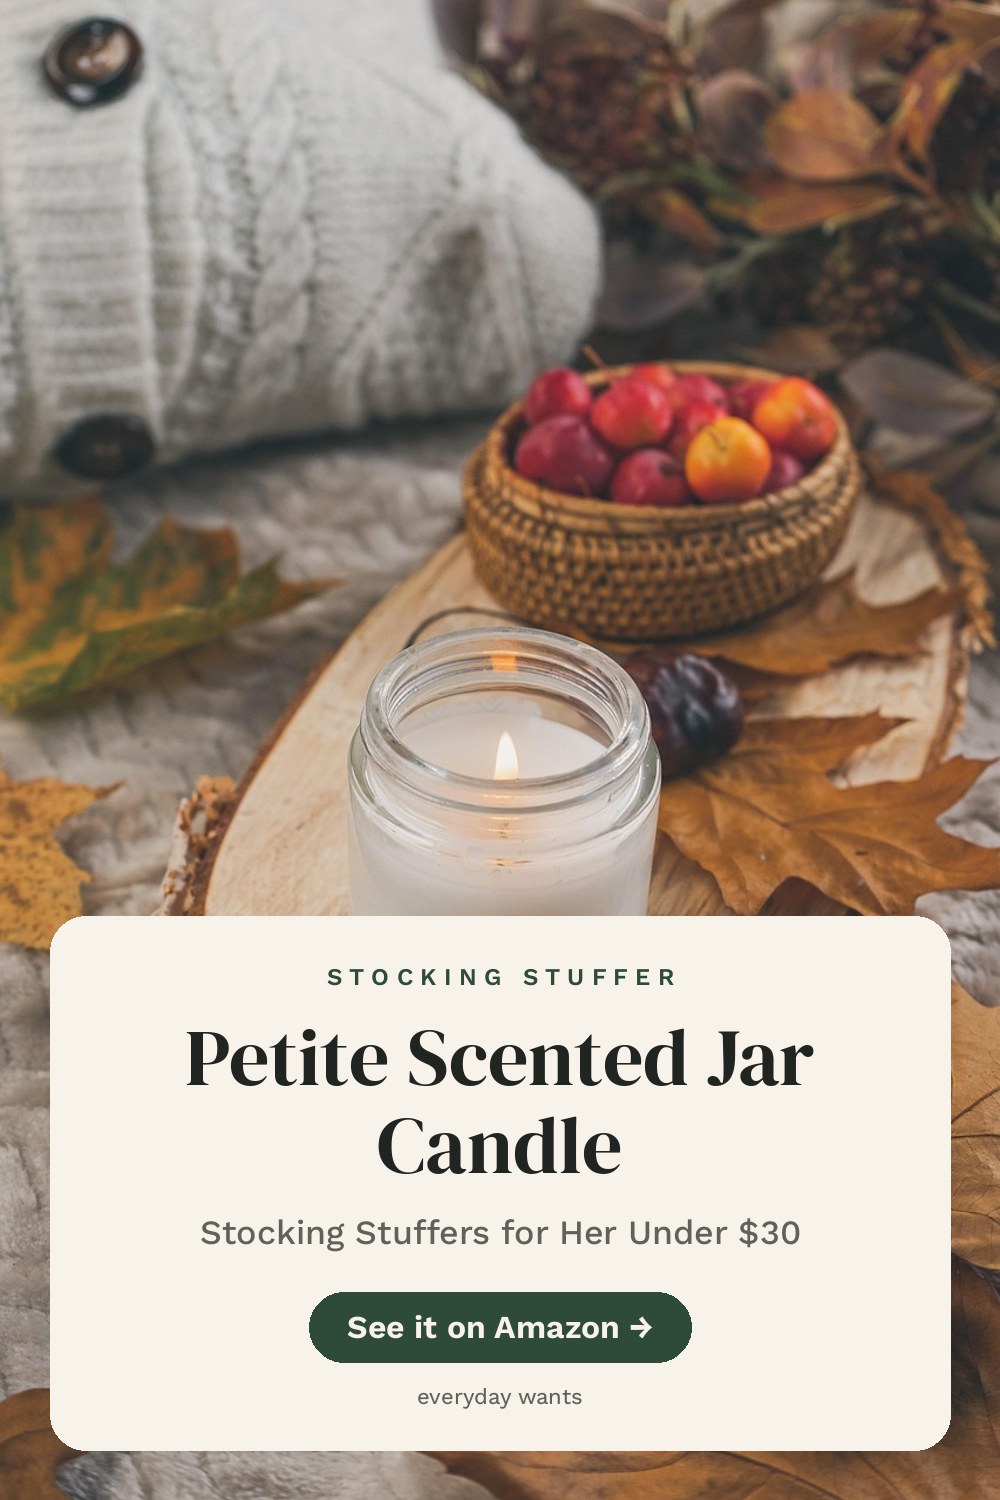 STOCKING STUFFER
Petite Scented Jar
Candle
Stocking Stuffers for Her Under $30
See it on Amazon →
everyday wants